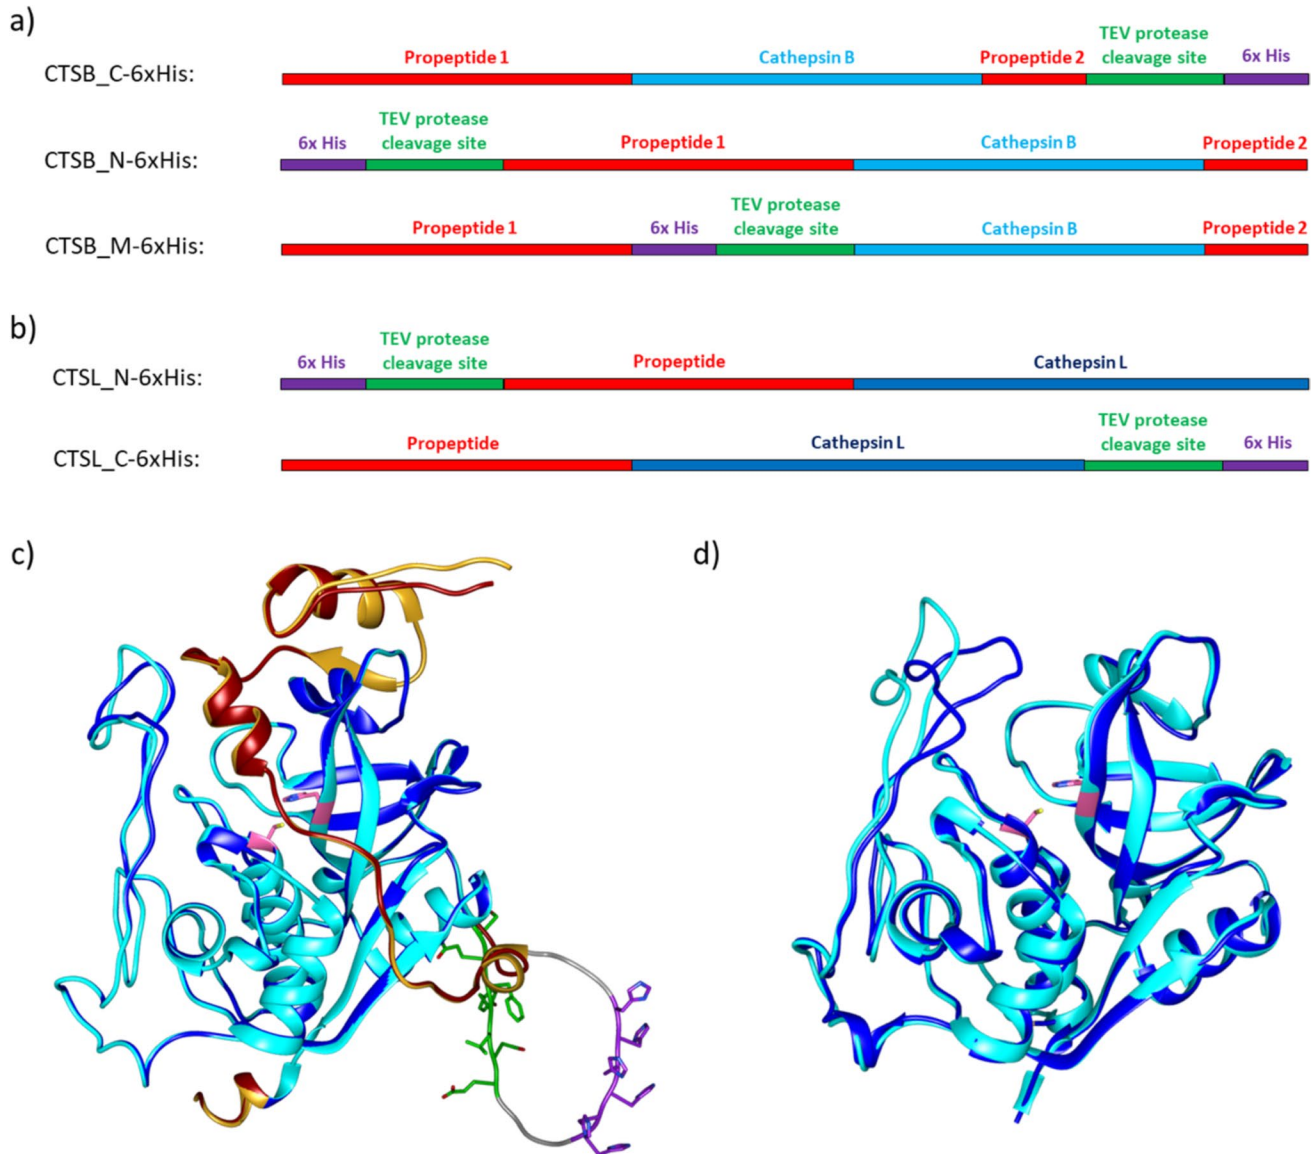 a)
TEV protease
Propeptide 1 Cathepsin B Propeptide 2 cleavage site 6x His
CTSB_C-6xHis:
TEV protease
6x His cleavage site Propeptide 1 Cathepsin B Propeptide 2
CTSB_N-6xHis:
TEV protease
Propeptide 1 6x His cleavage site Cathepsin B Propeptide 2
CTSB_M-6xHis:
b)
TEV protease
6x His cleavage site Propeptide Cathepsin L
CTSL_N-6xHis:
TEV protease
Propeptide Cathepsin L cleavage site 6x His
CTSL_C-6xHis:
c)
d)